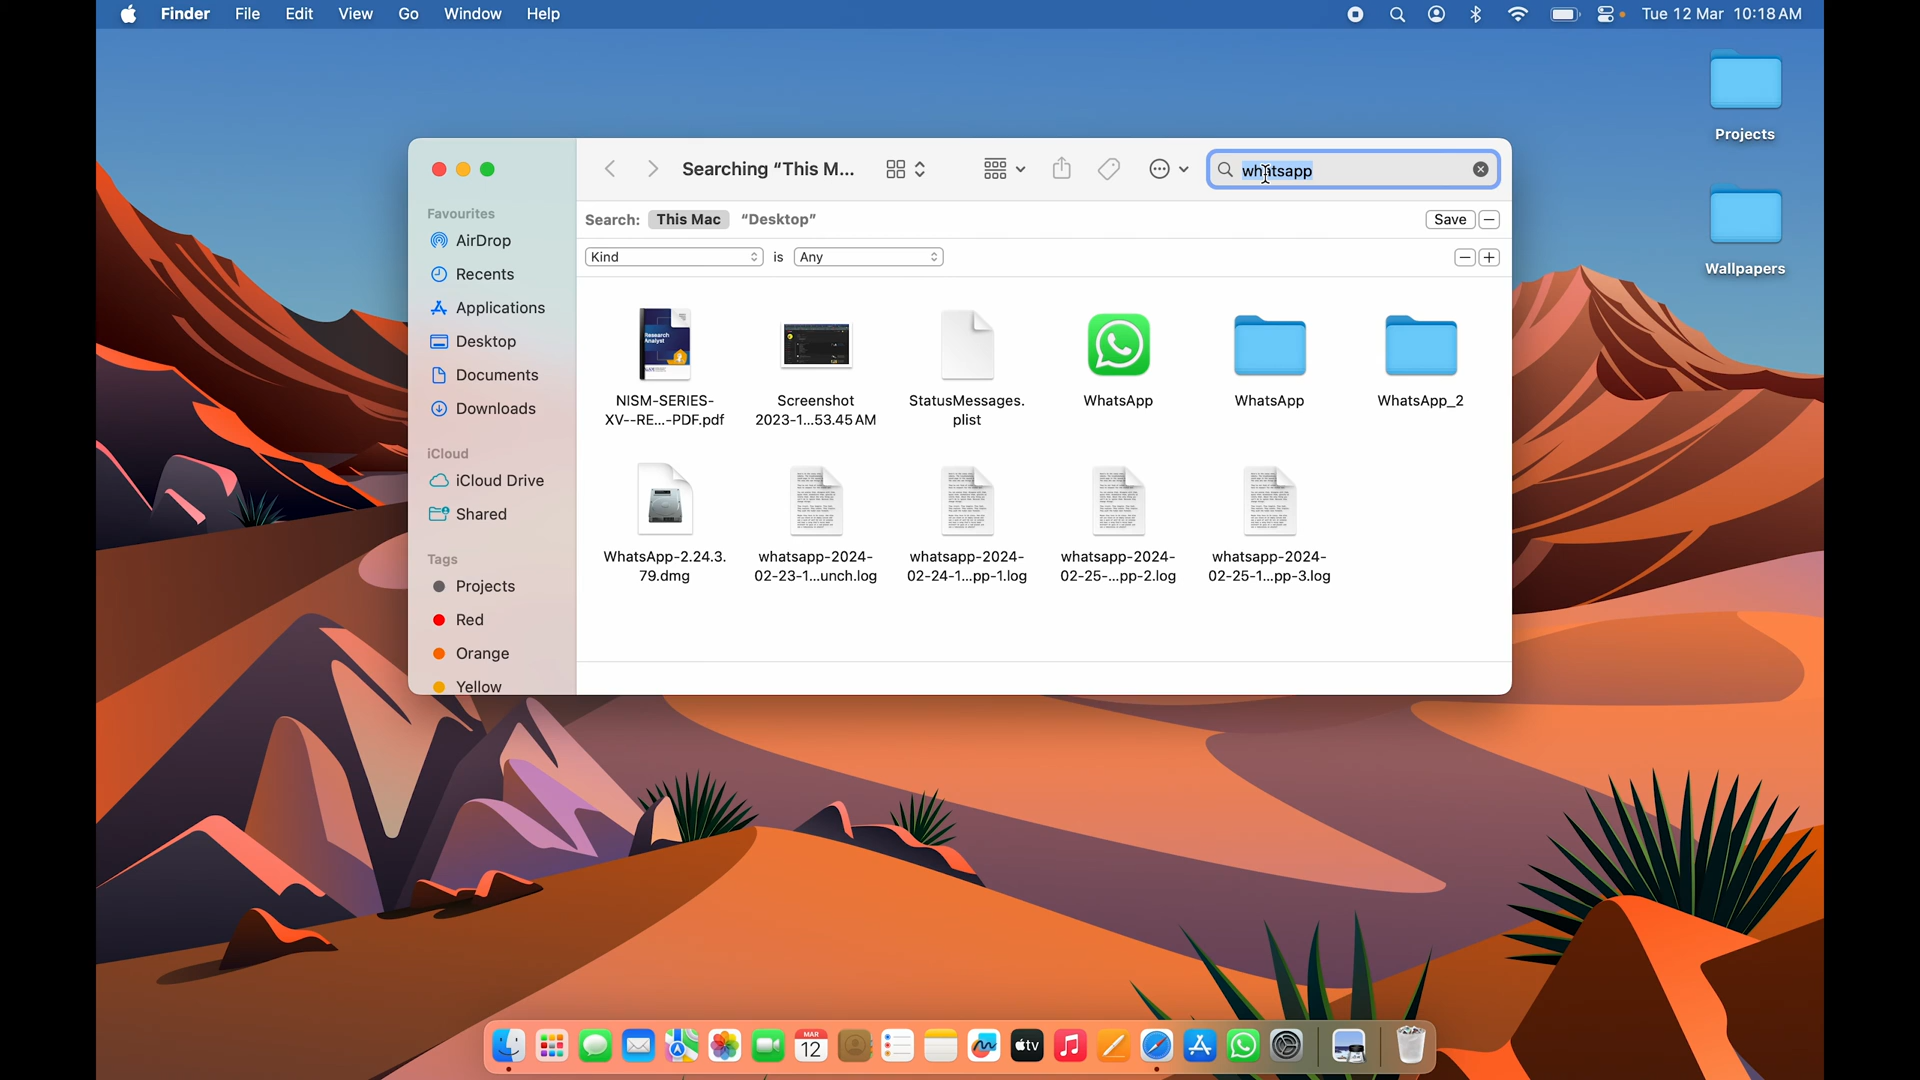 Finder File Edit View Go Window Help Tue 12 Mar 10:18 AM
Projects
Wallpapers
Searching “This M... whatsapp
Search: This Mac “Desktop” Save
Kind is Any
Favourites
AirDrop
Recents
Applications
Desktop
Documents
Downloads
iCloud
iCloud Drive
Shared
Tags
Projects
Red
Orange
Yellow
Research
Analyst
NISM-SERIES-
XV--RE...-PDF.pdf
Screenshot
2023-1...53.45 AM
StatusMessages.
plist
WhatsApp
WhatsApp
WhatsApp_2
WhatsApp-2.24.3.
79.dmg
whatsapp-2024-
02-23-1...unch.log
whatsapp-2024-
02-24-1...pp-1.log
whatsapp-2024-
02-25-...pp-2.log
whatsapp-2024-
02-25-1...pp-3.log
MAR
12
tv